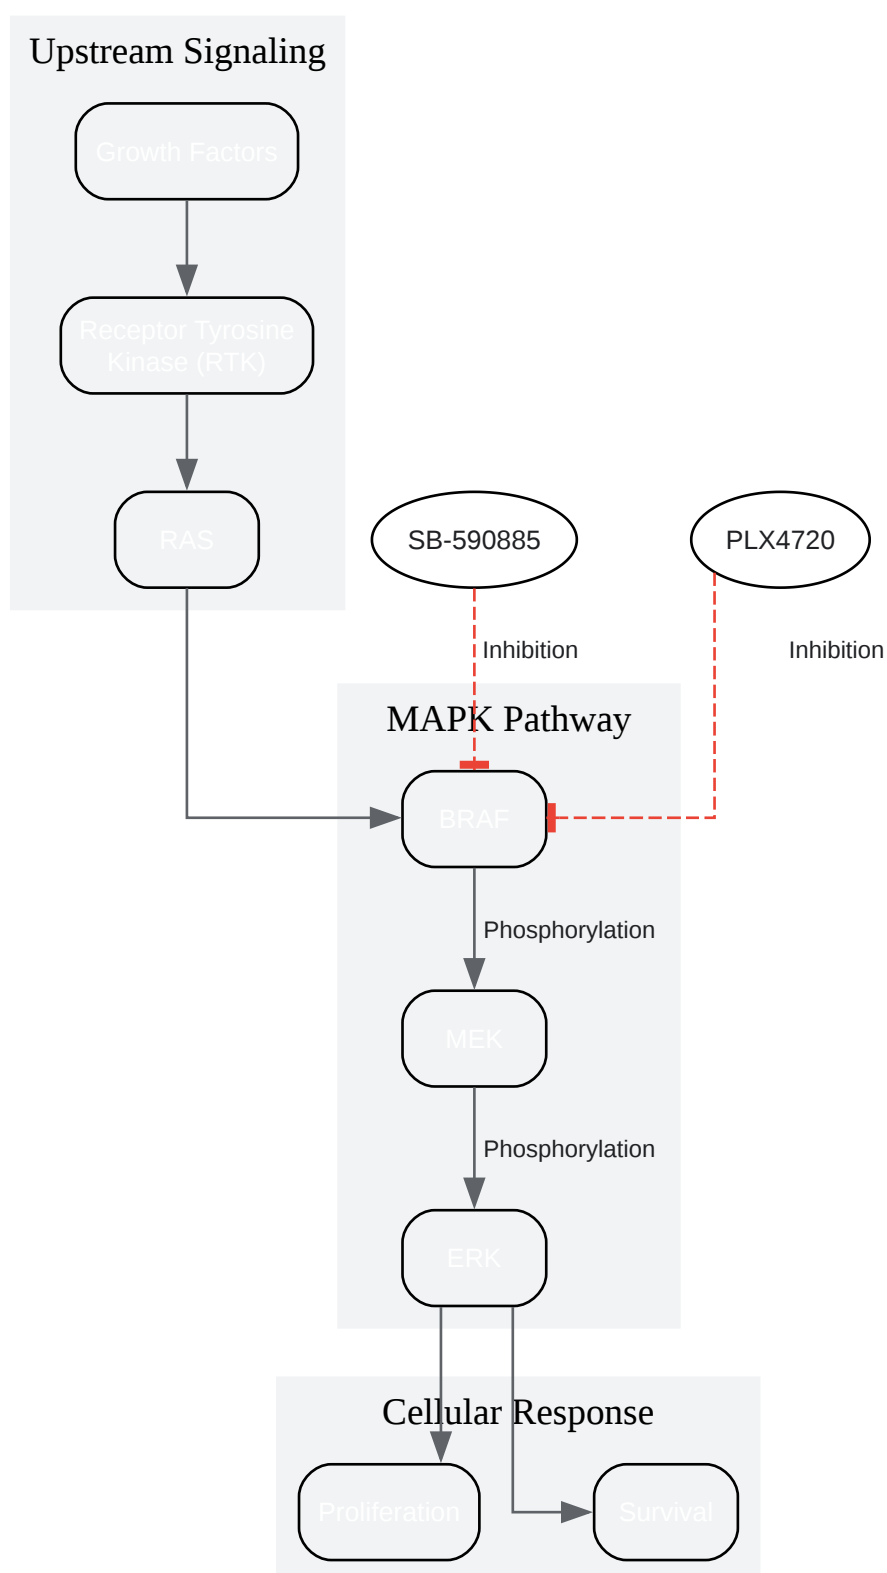 Upstream Signaling
Growth Factors
Receptor Tyrosine
Kinase (RTK)
RAS
SB-590885
PLX4720
Inhibition
Inhibition
MAPK Pathway
BRAF
Phosphorylation
MEK
Phosphorylation
ERK
Cellular Response
Proliferation
Survival